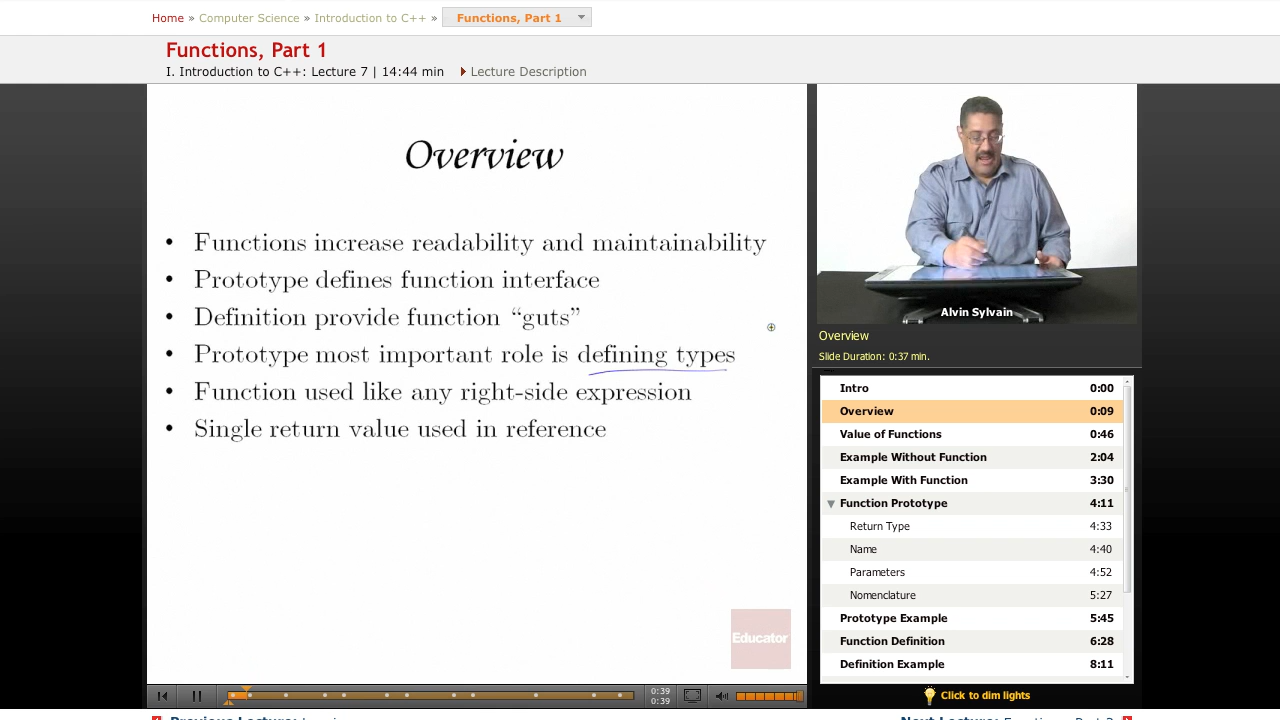 Home » Computer Science » Introduction to C++ » Functions, Part 1
Functions, Part 1
I. Introduction to C++: Lecture 7 | 14:44 min Lecture Description
Overview
• Functions increase readability and maintainability
• Prototype defines function interface
• Definition provide function “guts”
• Prototype most important role is defining types
• Function used like any right-side expression
• Single return value used in reference
Educator
Alvin Sylvain
Overview
Slide Duration: 0:37 min.
Intro 0:00
Overview 0:09
Value of Functions 0:46
Example Without Function 2:04
Example With Function 3:30
Function Prototype 4:11
Return Type 4:33
Name 4:40
Parameters 4:52
Nomenclature 5:27
Prototype Example 5:45
Function Definition 6:28
Definition Example 8:11
0:39
0:39
Click to dim lights
Previous Lecture:
Next Lecture: